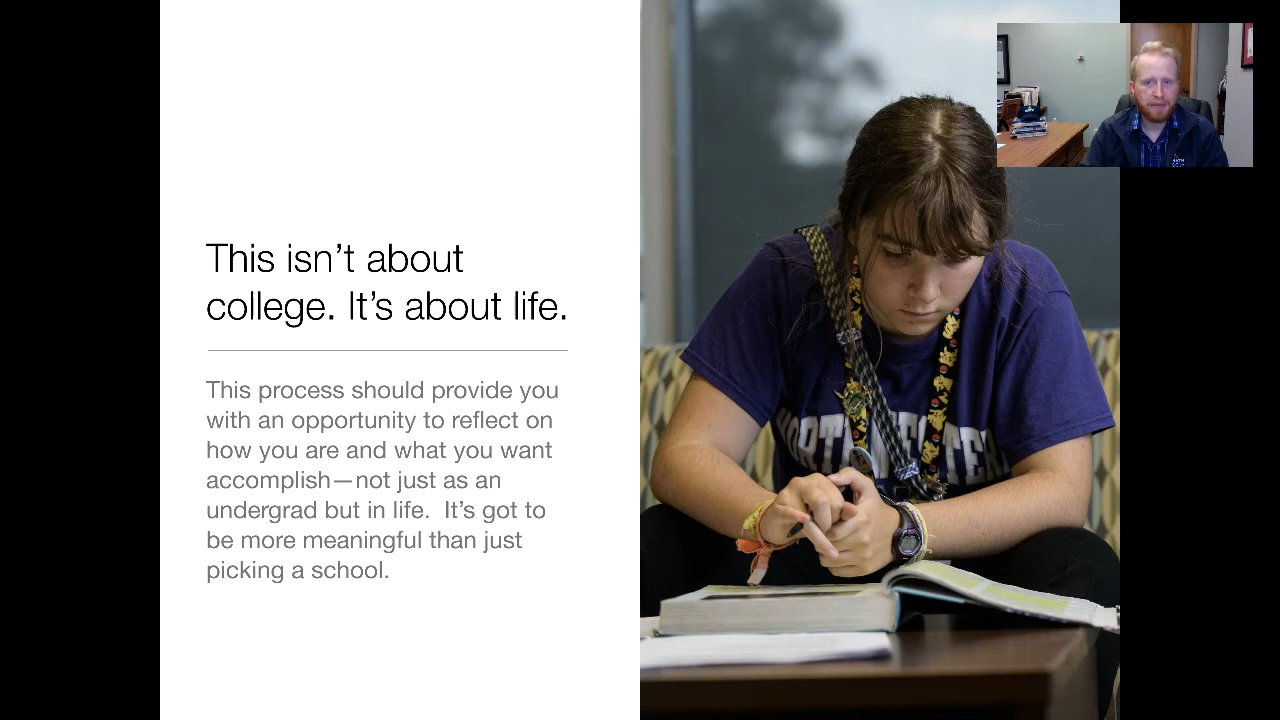 This isn’t about
college. It’s about life.
This process should provide you
with an opportunity to reflect on
how you are and what you want
accomplish—not just as an
undergrad but in life.  It’s got to
be more meaningful than just
picking a school.